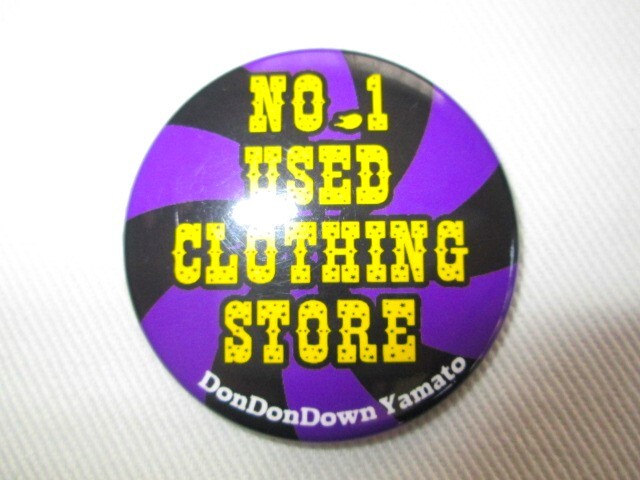 NO.1
USED
CLOTHING
STORE
DonDonDown Yamato